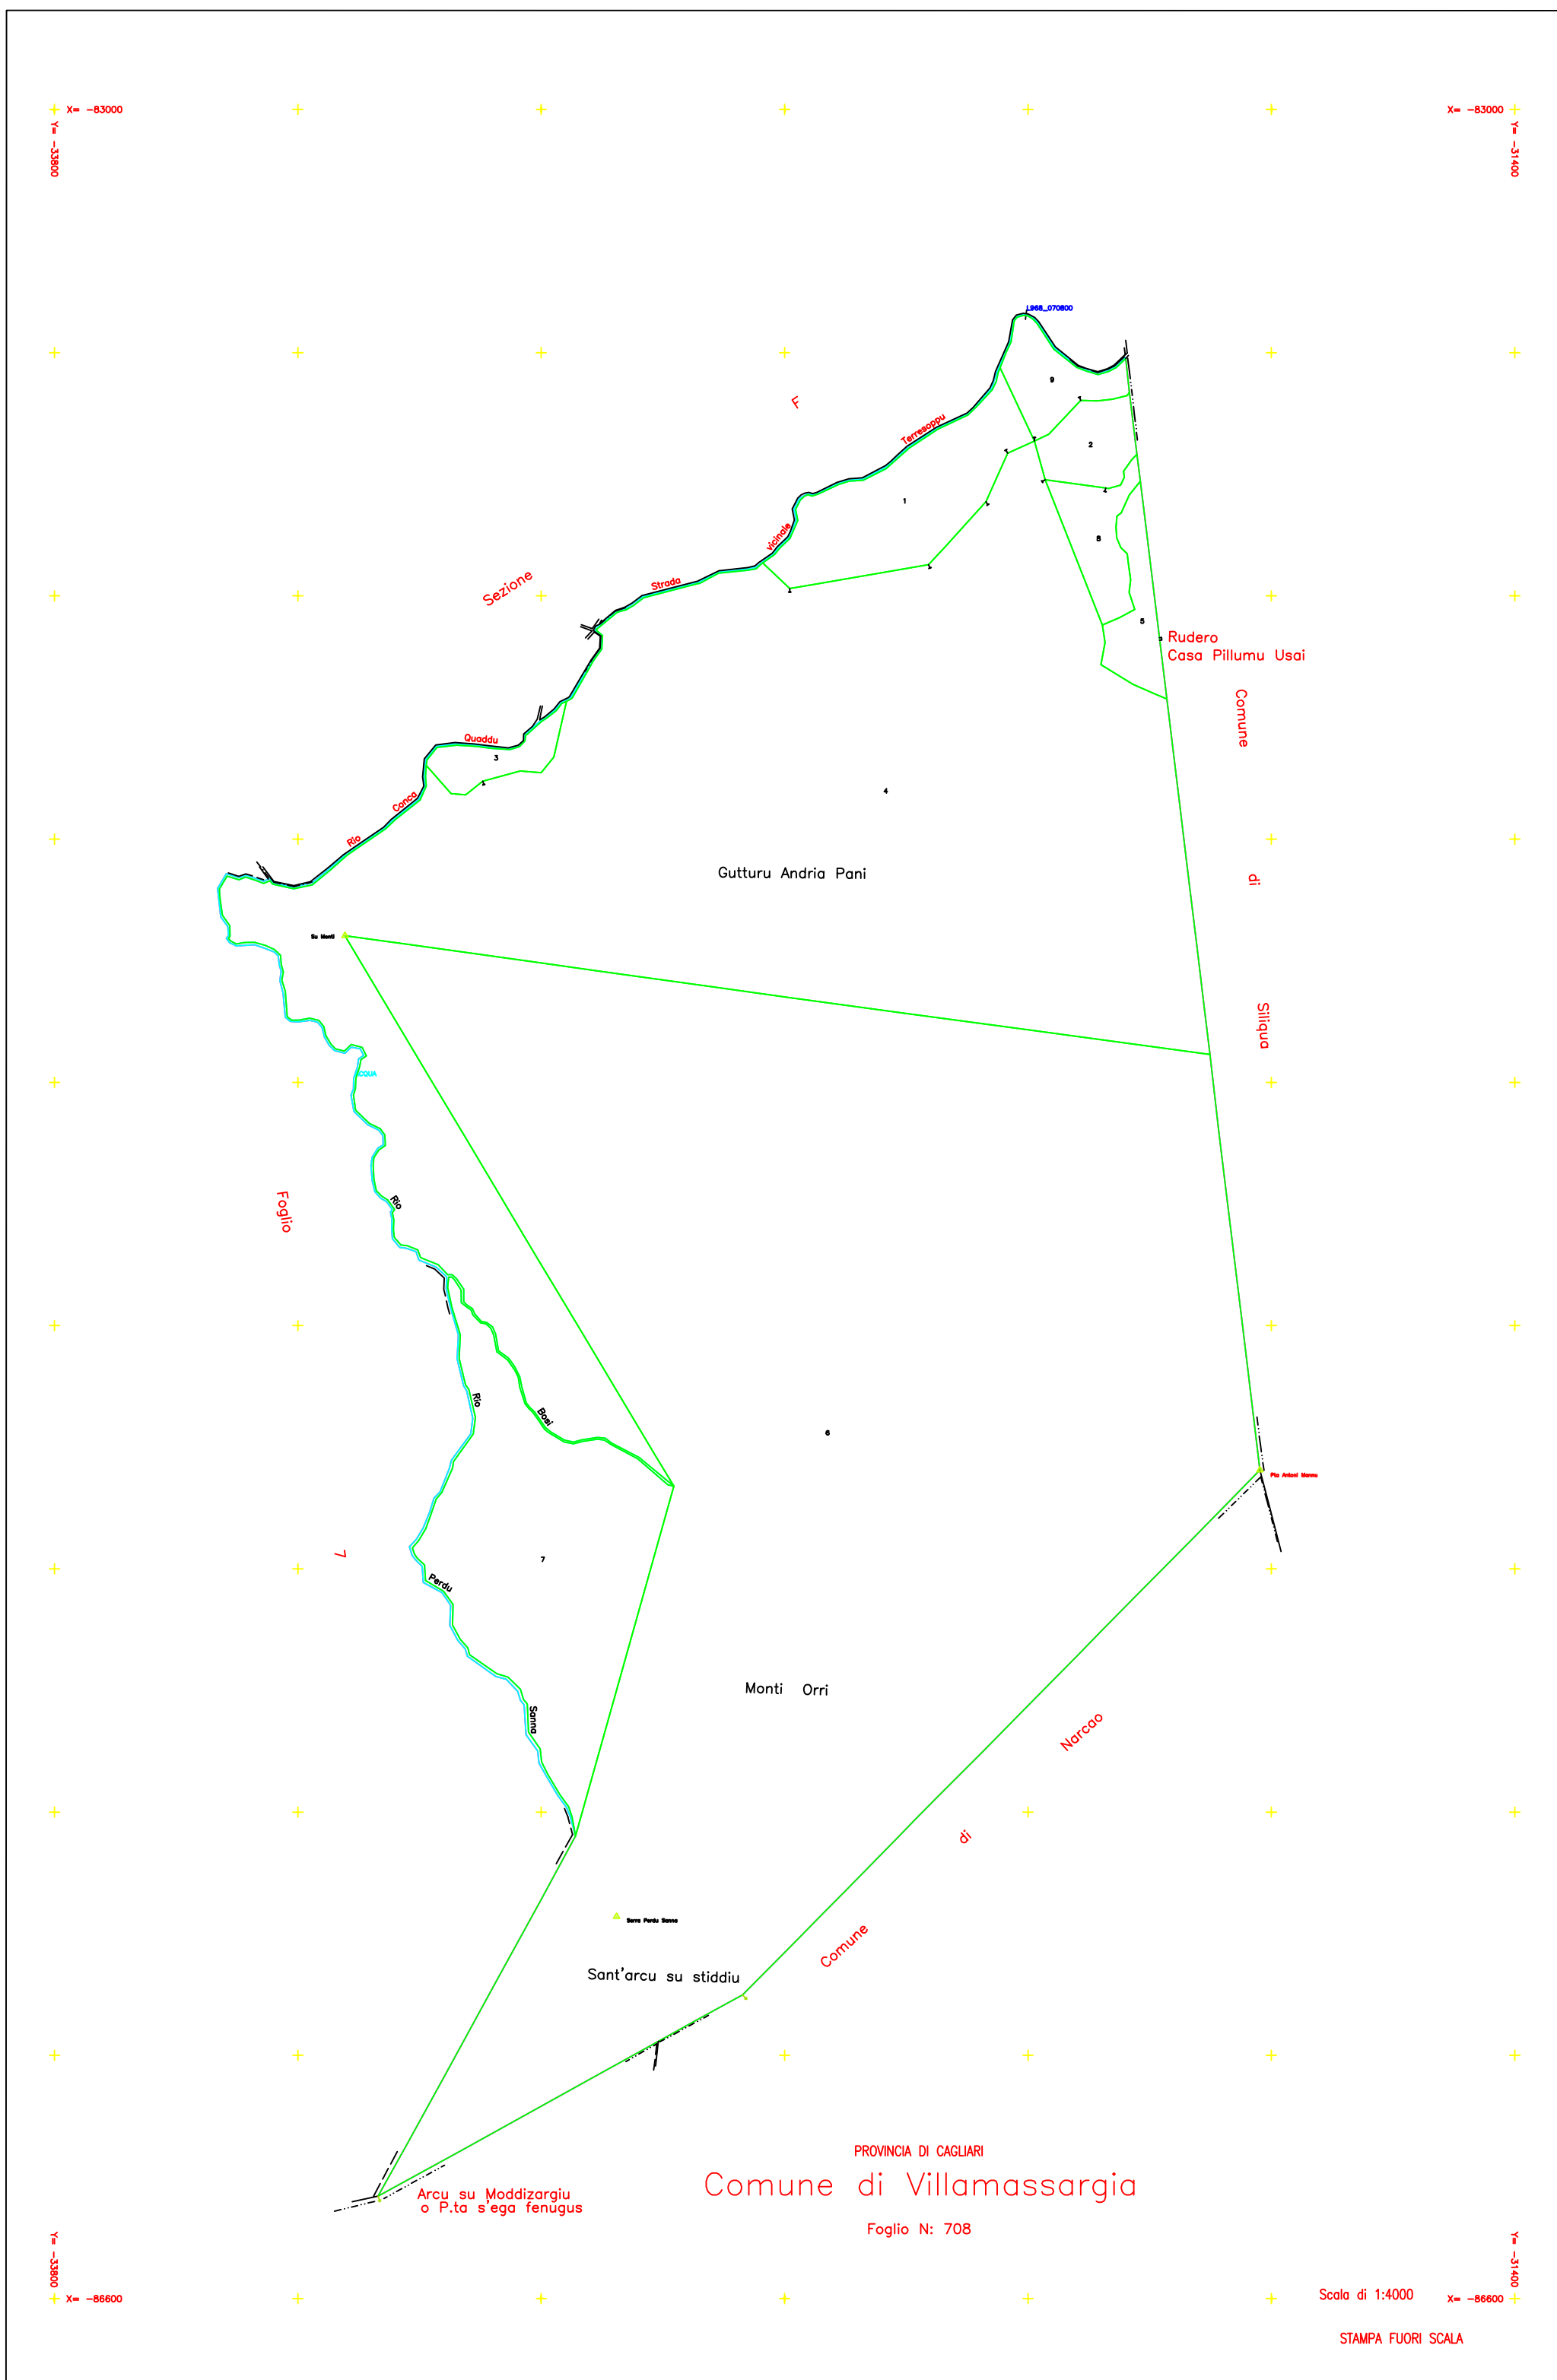 X= -83000
X= -83000
Y= -33800
Y= -31400
L968_070800
9
F
Terresoppu
2
1
vicinale
8
Sezione
Strada
5
Rudero
Casa Pillumu Usai
Comune
Quaddu
3
4
Conca
Rio
Gutturu Andria Pani
di
Su Monti
Siliqua
ACQUA
Foglio
Rio
Rio
Bosi
6
P.ta Antoni Mannu
7
7
Perdu
Monti Orri
Sanna
Narcao
di
Serra Perdu Sanna
Comune
Sant'arcu su stiddiu
PROVINCIA DI CAGLIARI
Comune di Villamassargia
Arcu su Moddizargiu
o P.ta s'ega fenugus
Foglio N: 708
Y= -33800
Y= -31400
Scala di 1:4000
X= -86600
X= -86600
STAMPA FUORI SCALA